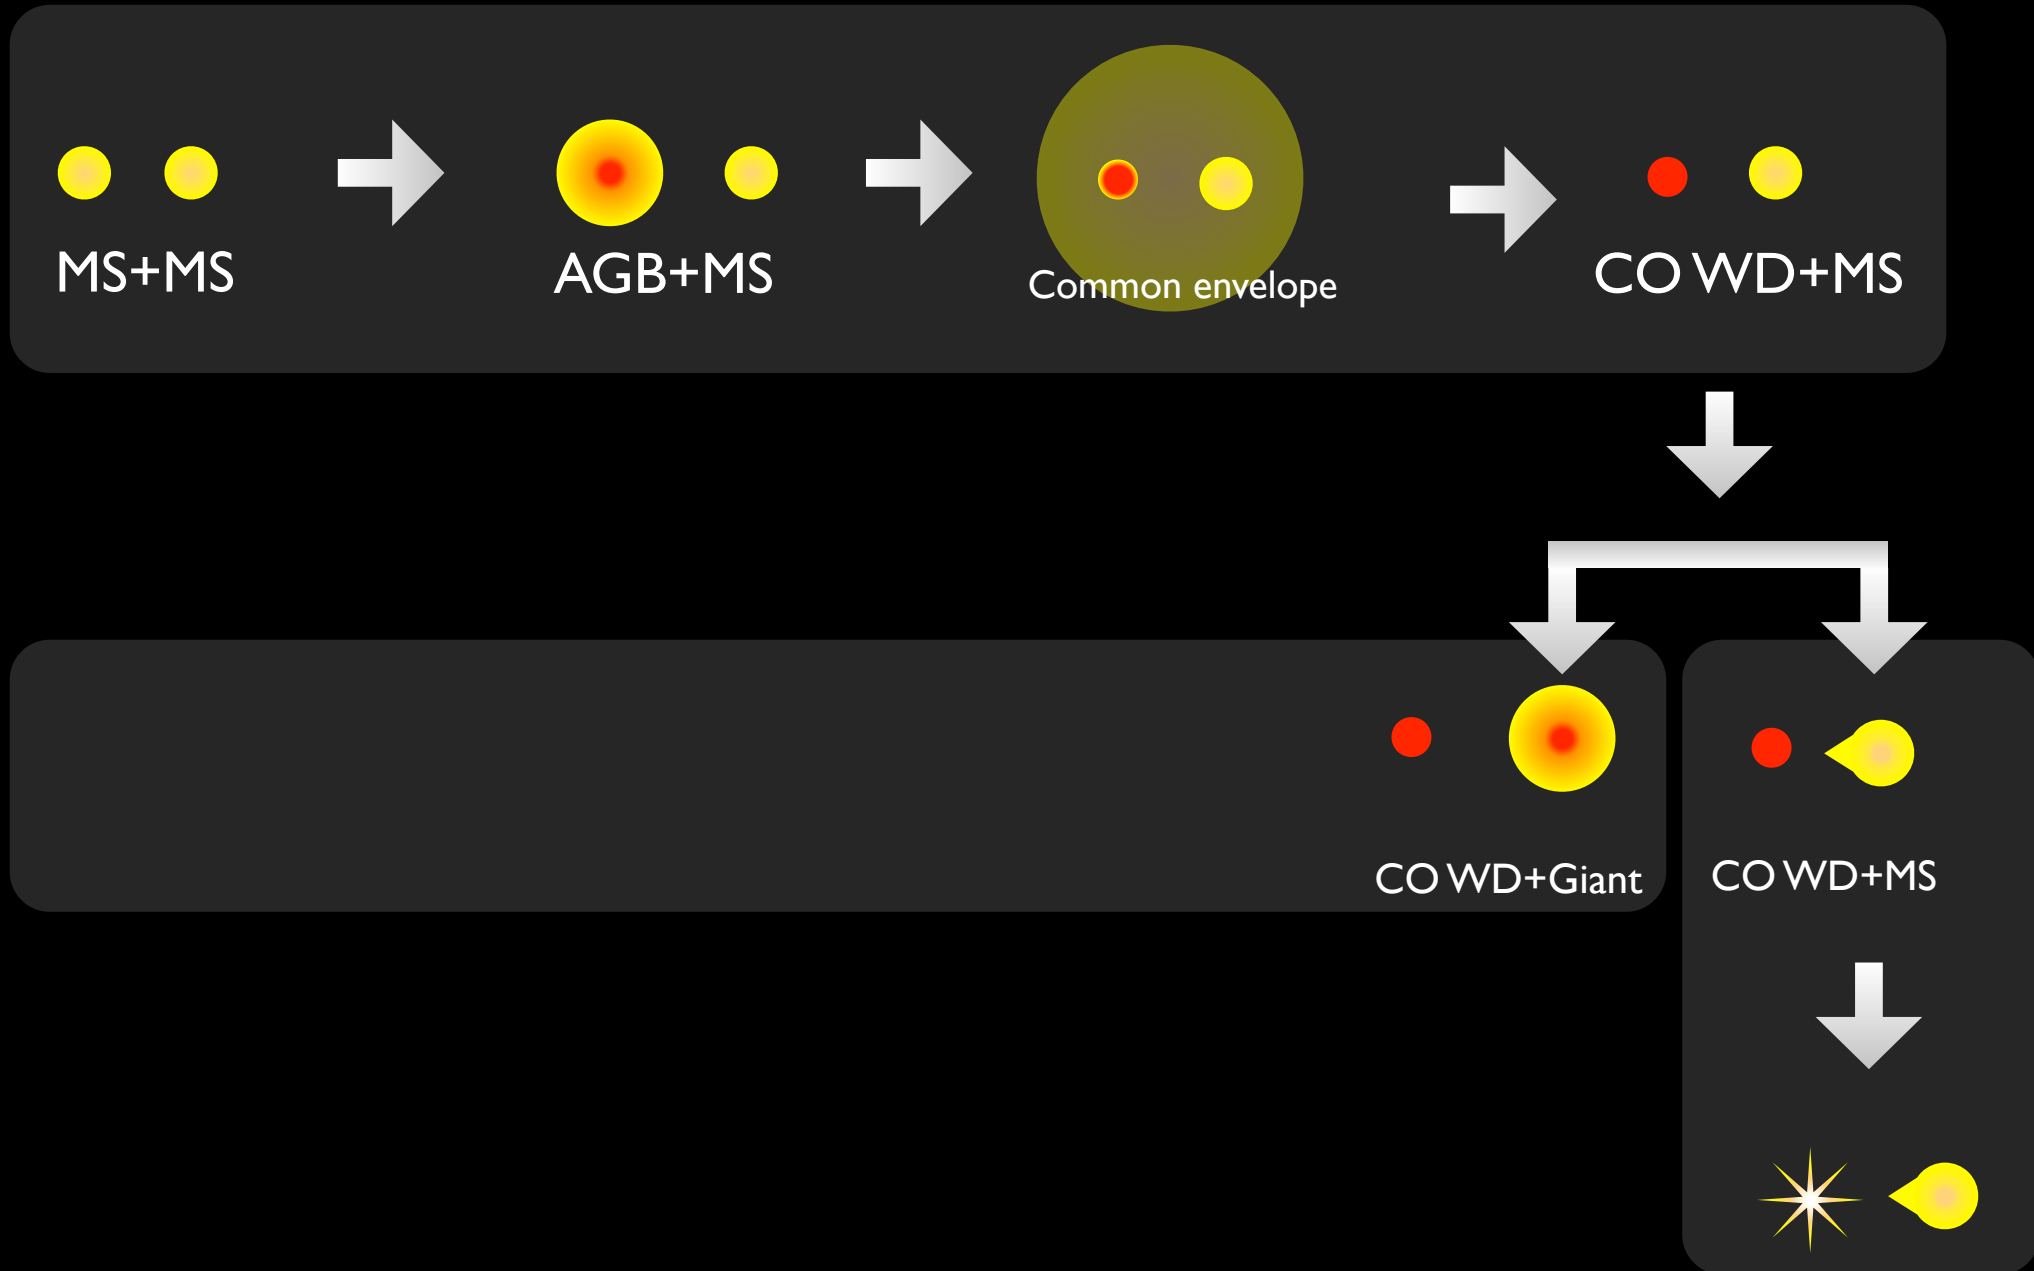 MS+MS
AGB+MS
Common envelope
CO WD+MS
CO WD+Giant
CO WD+MS